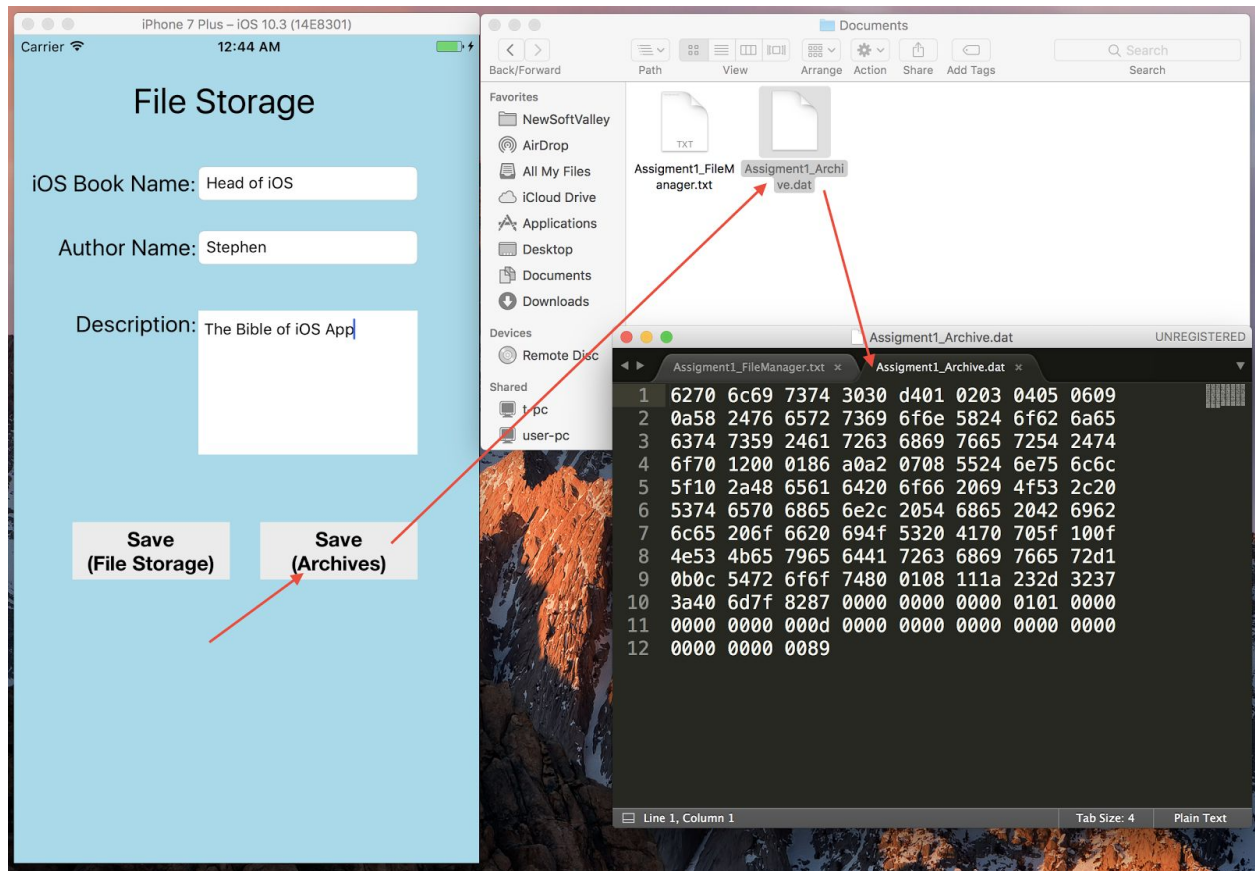 iPhone 7 Plus – iOS 10.3 (14E8301)
Carrier 12:44 AM
File Storage
iOS Book Name: Head of iOS
Author Name: Stephen
Description: The Bible of iOS App
Save
(File Storage)
Save
(Archives)
Documents
Back/Forward Path View Arrange Action Share Add Tags Search
Search
Favorites
NewSoftValley
AirDrop
All My Files
iCloud Drive
Applications
Desktop
Documents
Downloads
Devices
Remote Disc
Shared
t-pc
user-pc
TXT
Assigment1_FileM
anager.txt
Assigment1_Archi
ve.dat
Assigment1_Archive.dat UNREGISTERED
Assigment1_FileManager.txt × Assigment1_Archive.dat ×
1 6270 6c69 7374 3030 d401 0203 0405 0609
2 0a58 2476 6572 7369 6f6e 5824 6f62 6a65
3 6374 7359 2461 7263 6869 7665 7254 2474
4 6f70 1200 0186 a0a2 0708 5524 6e75 6c6c
5 5f10 2a48 6561 6420 6f66 2069 4f53 2c20
6 5374 6570 6865 6e2c 2054 6865 2042 6962
7 6c65 206f 6620 694f 5320 4170 705f 100f
8 4e53 4b65 7965 6441 7263 6869 7665 72d1
9 0b0c 5472 6f6f 7480 0108 111a 232d 3237
10 3a40 6d7f 8287 0000 0000 0000 0101 0000
11 0000 0000 000d 0000 0000 0000 0000 0000
12 0000 0000 0089
Line 1, Column 1 Tab Size: 4 Plain Text